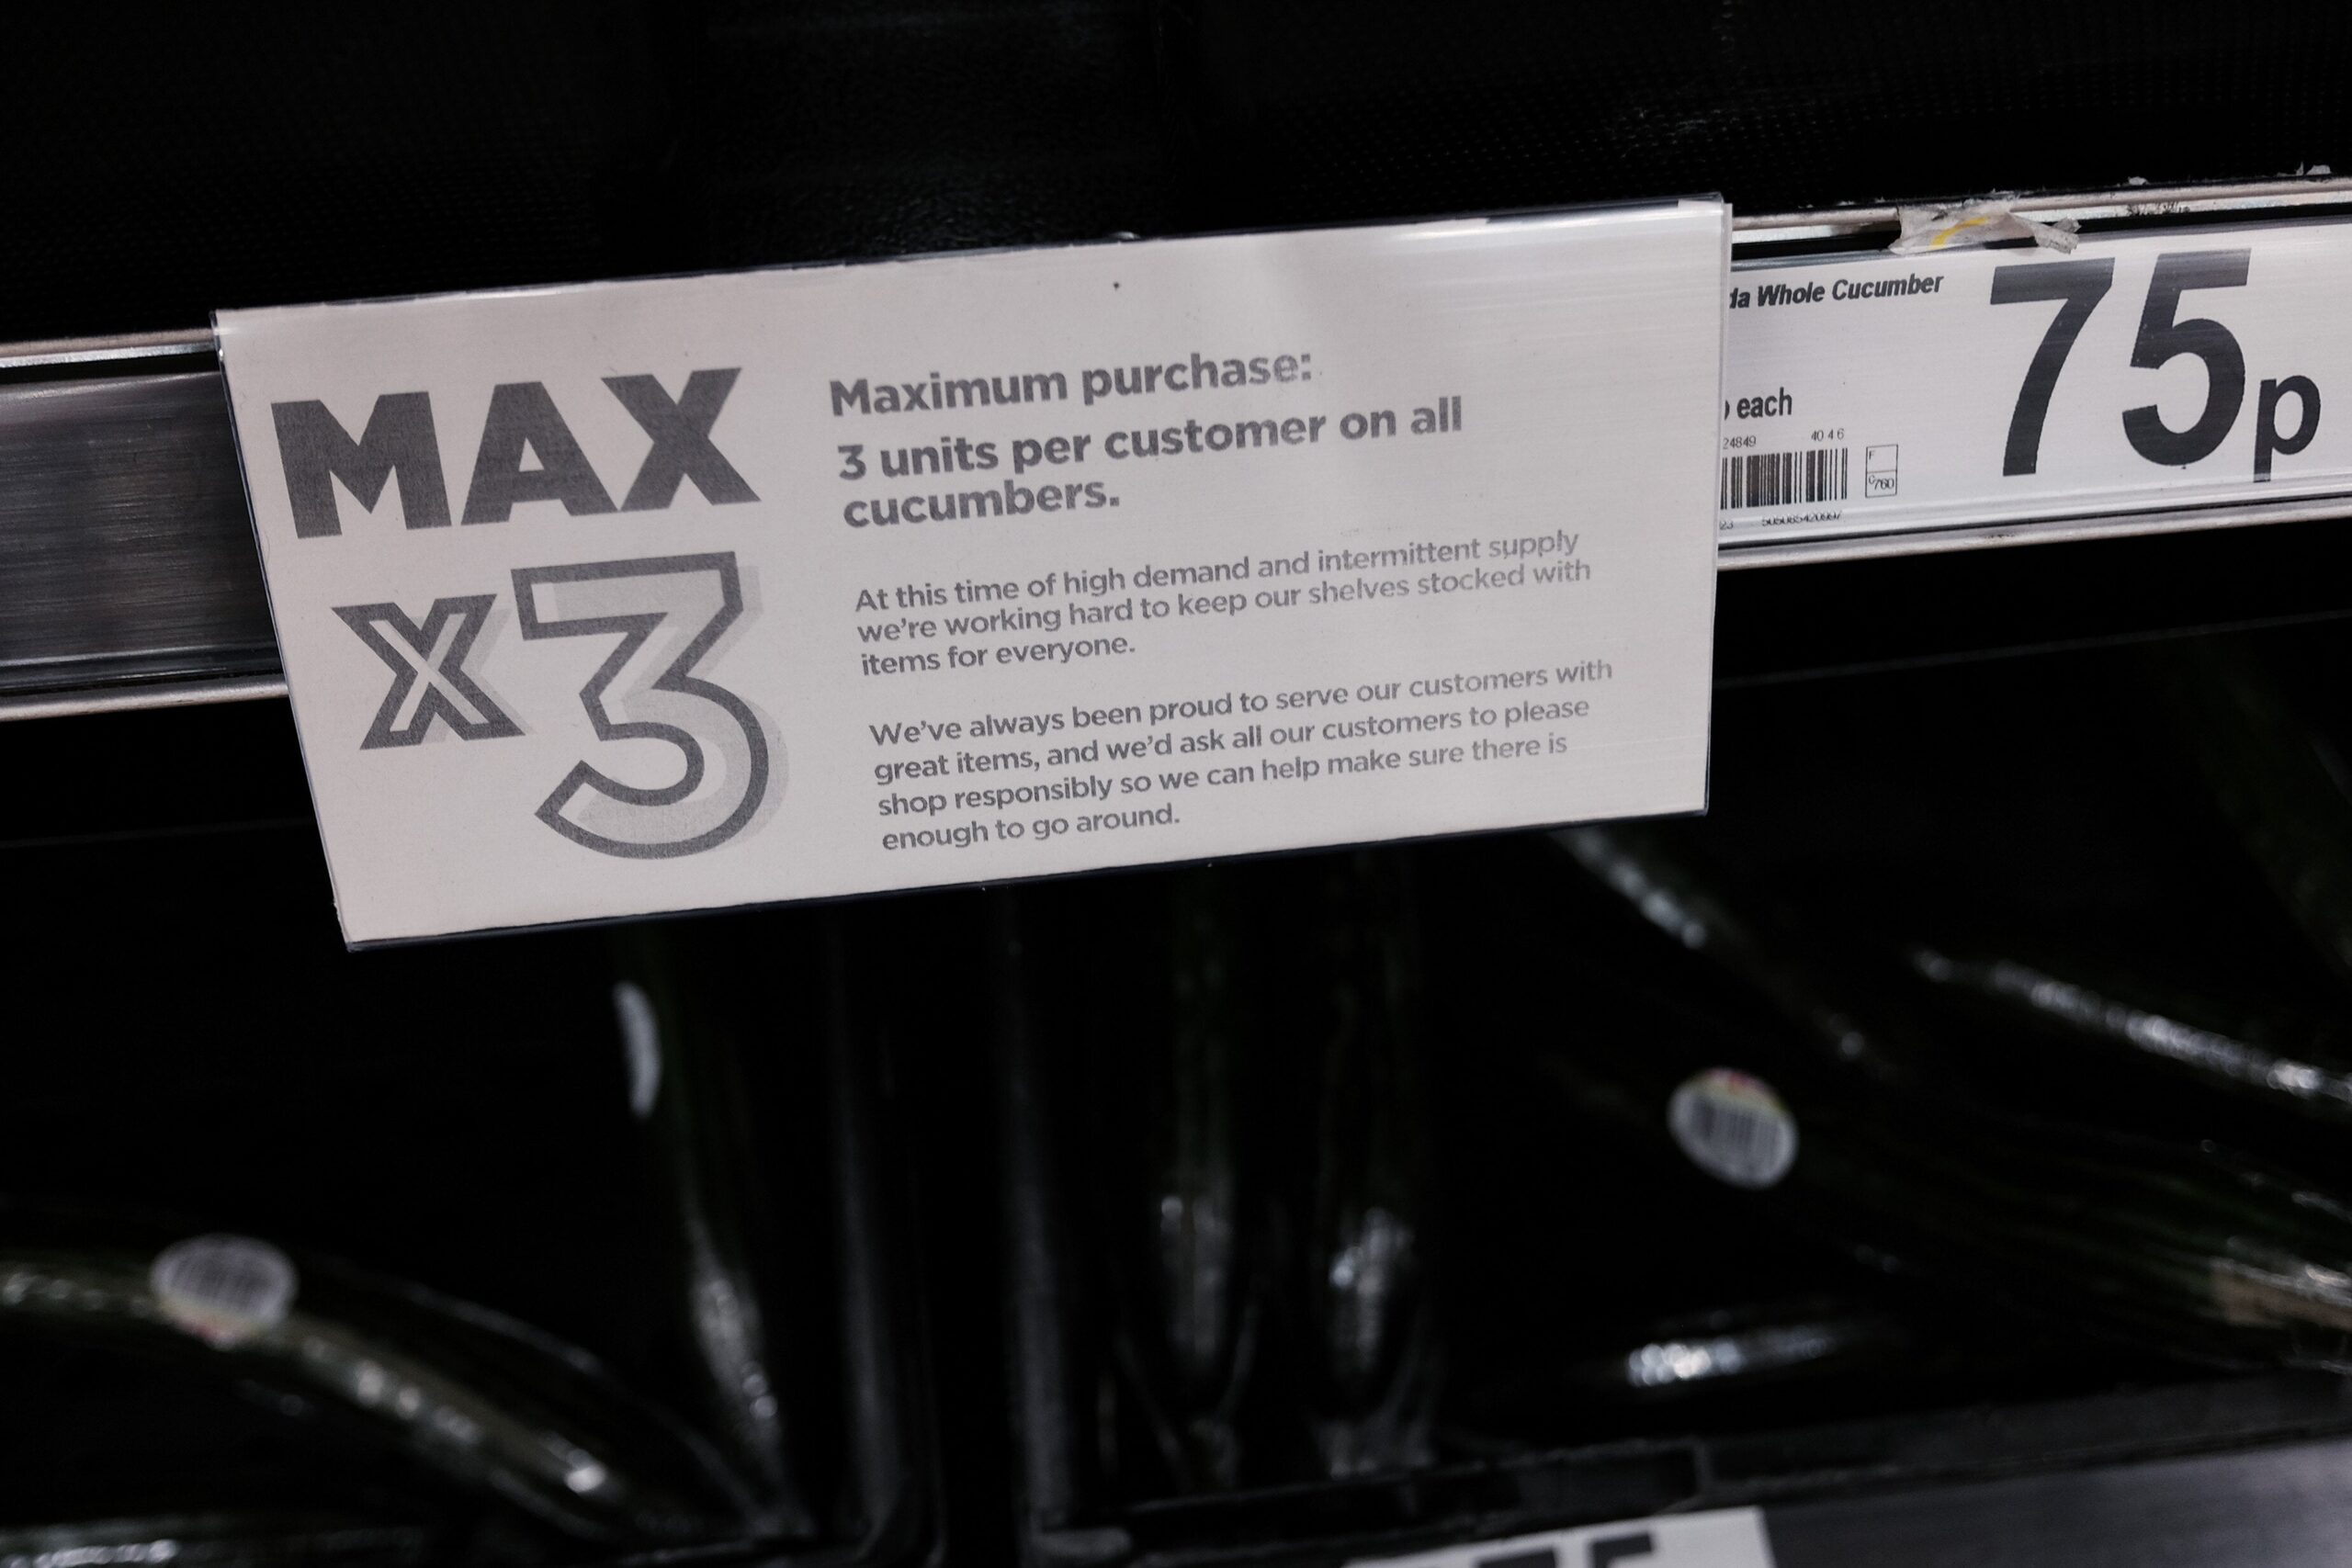 MAX
x3
Maximum purchase:
3 units per customer on all
cucumbers.
At this time of high demand and intermittent supply
we're working hard to keep our shelves stocked with
items for everyone.
We've always been proud to serve our customers with
great items, and we'd ask all our customers to please
shop responsibly so we can help make sure there is
enough to go around.
da Whole Cucumber
75p
each
24849 4046